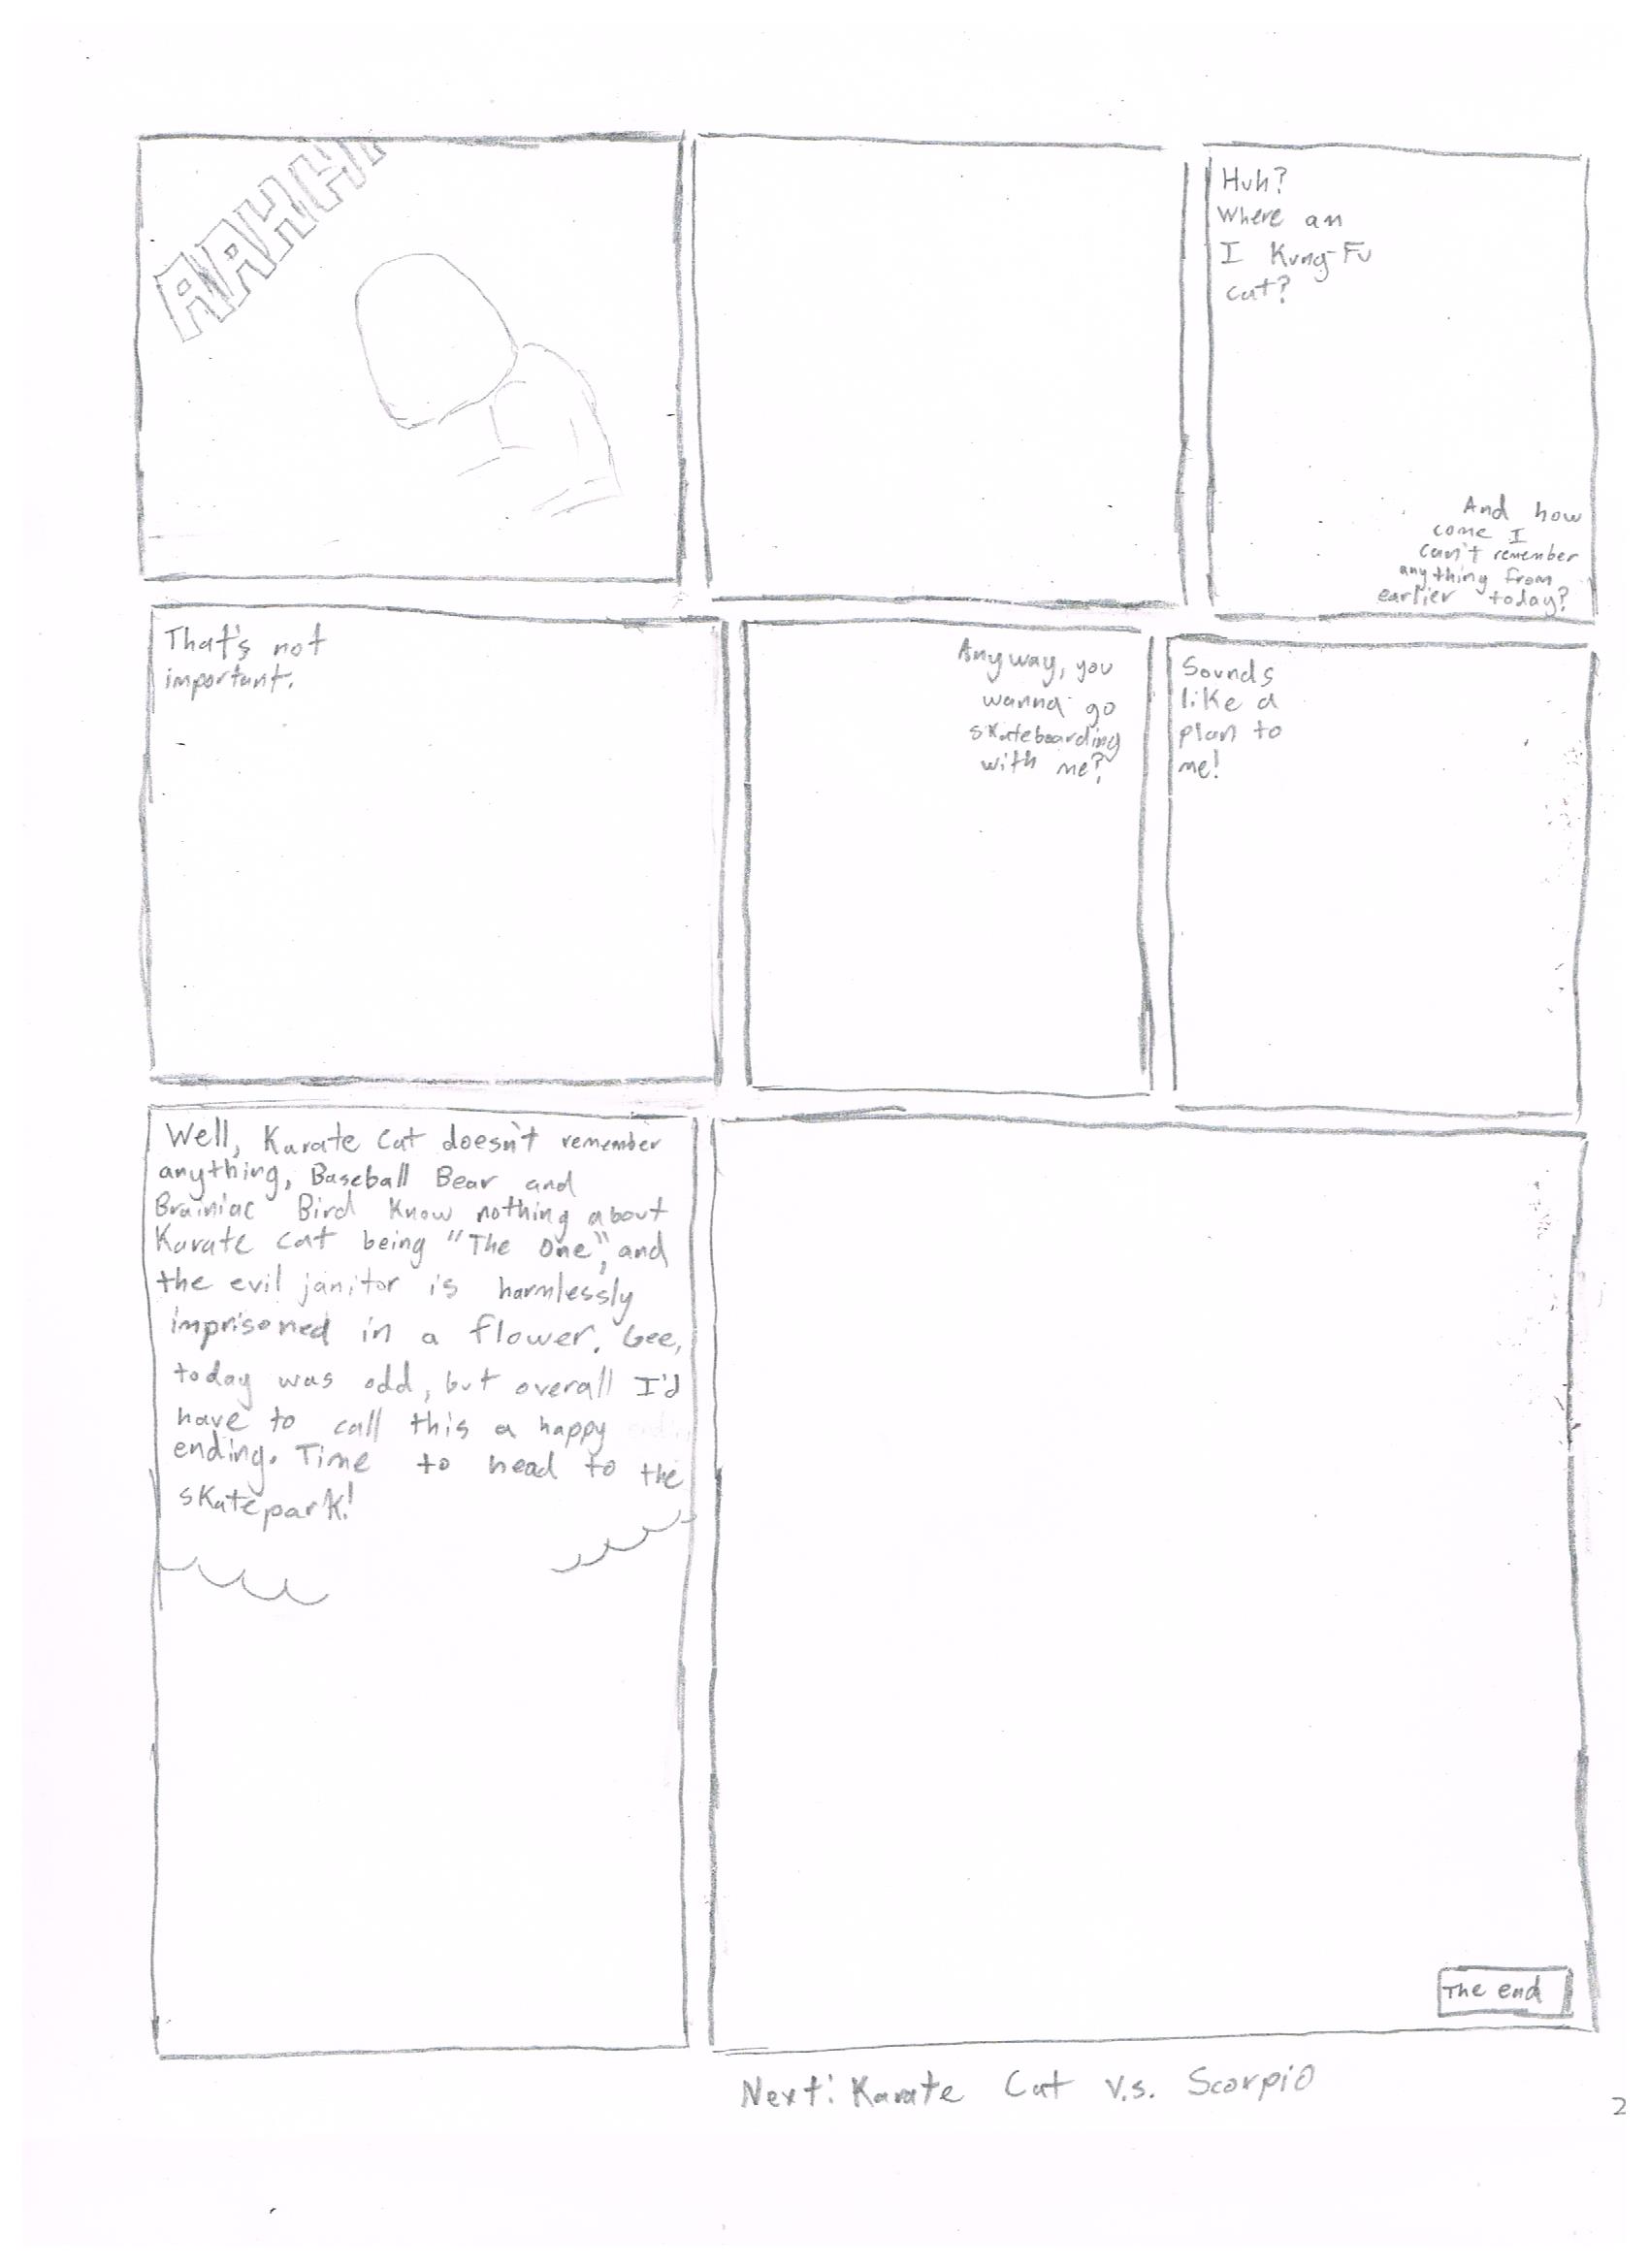 AAHHH
Huh?
Where am
I Kung-Fu
Cat?
And how
come I
can't remember
anything from
earlier today?
That's not
important.
Anyway, you
wanna go
skateboarding
with me?
Sounds
like a
plan to
me!
Well, Karate Cat doesn't remember
anything, Baseball Bear and
Brainiac Bird know nothing about
Karate Cat being "The One", and
the evil janitor is harmlessly
imprisoned in a flower. Gee,
today was odd, but overall I'd
have to call this a happy
ending. Time to head to the
skatepark!
The end
Next: Karate Cat v.s. Scorpio
2